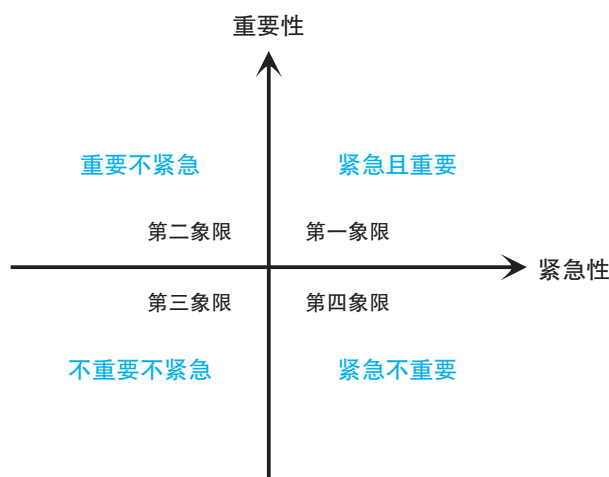 重要性
重要不紧急
紧急且重要
第二象限
第一象限
紧急性
第三象限
第四象限
不重要不紧急
紧急不重要